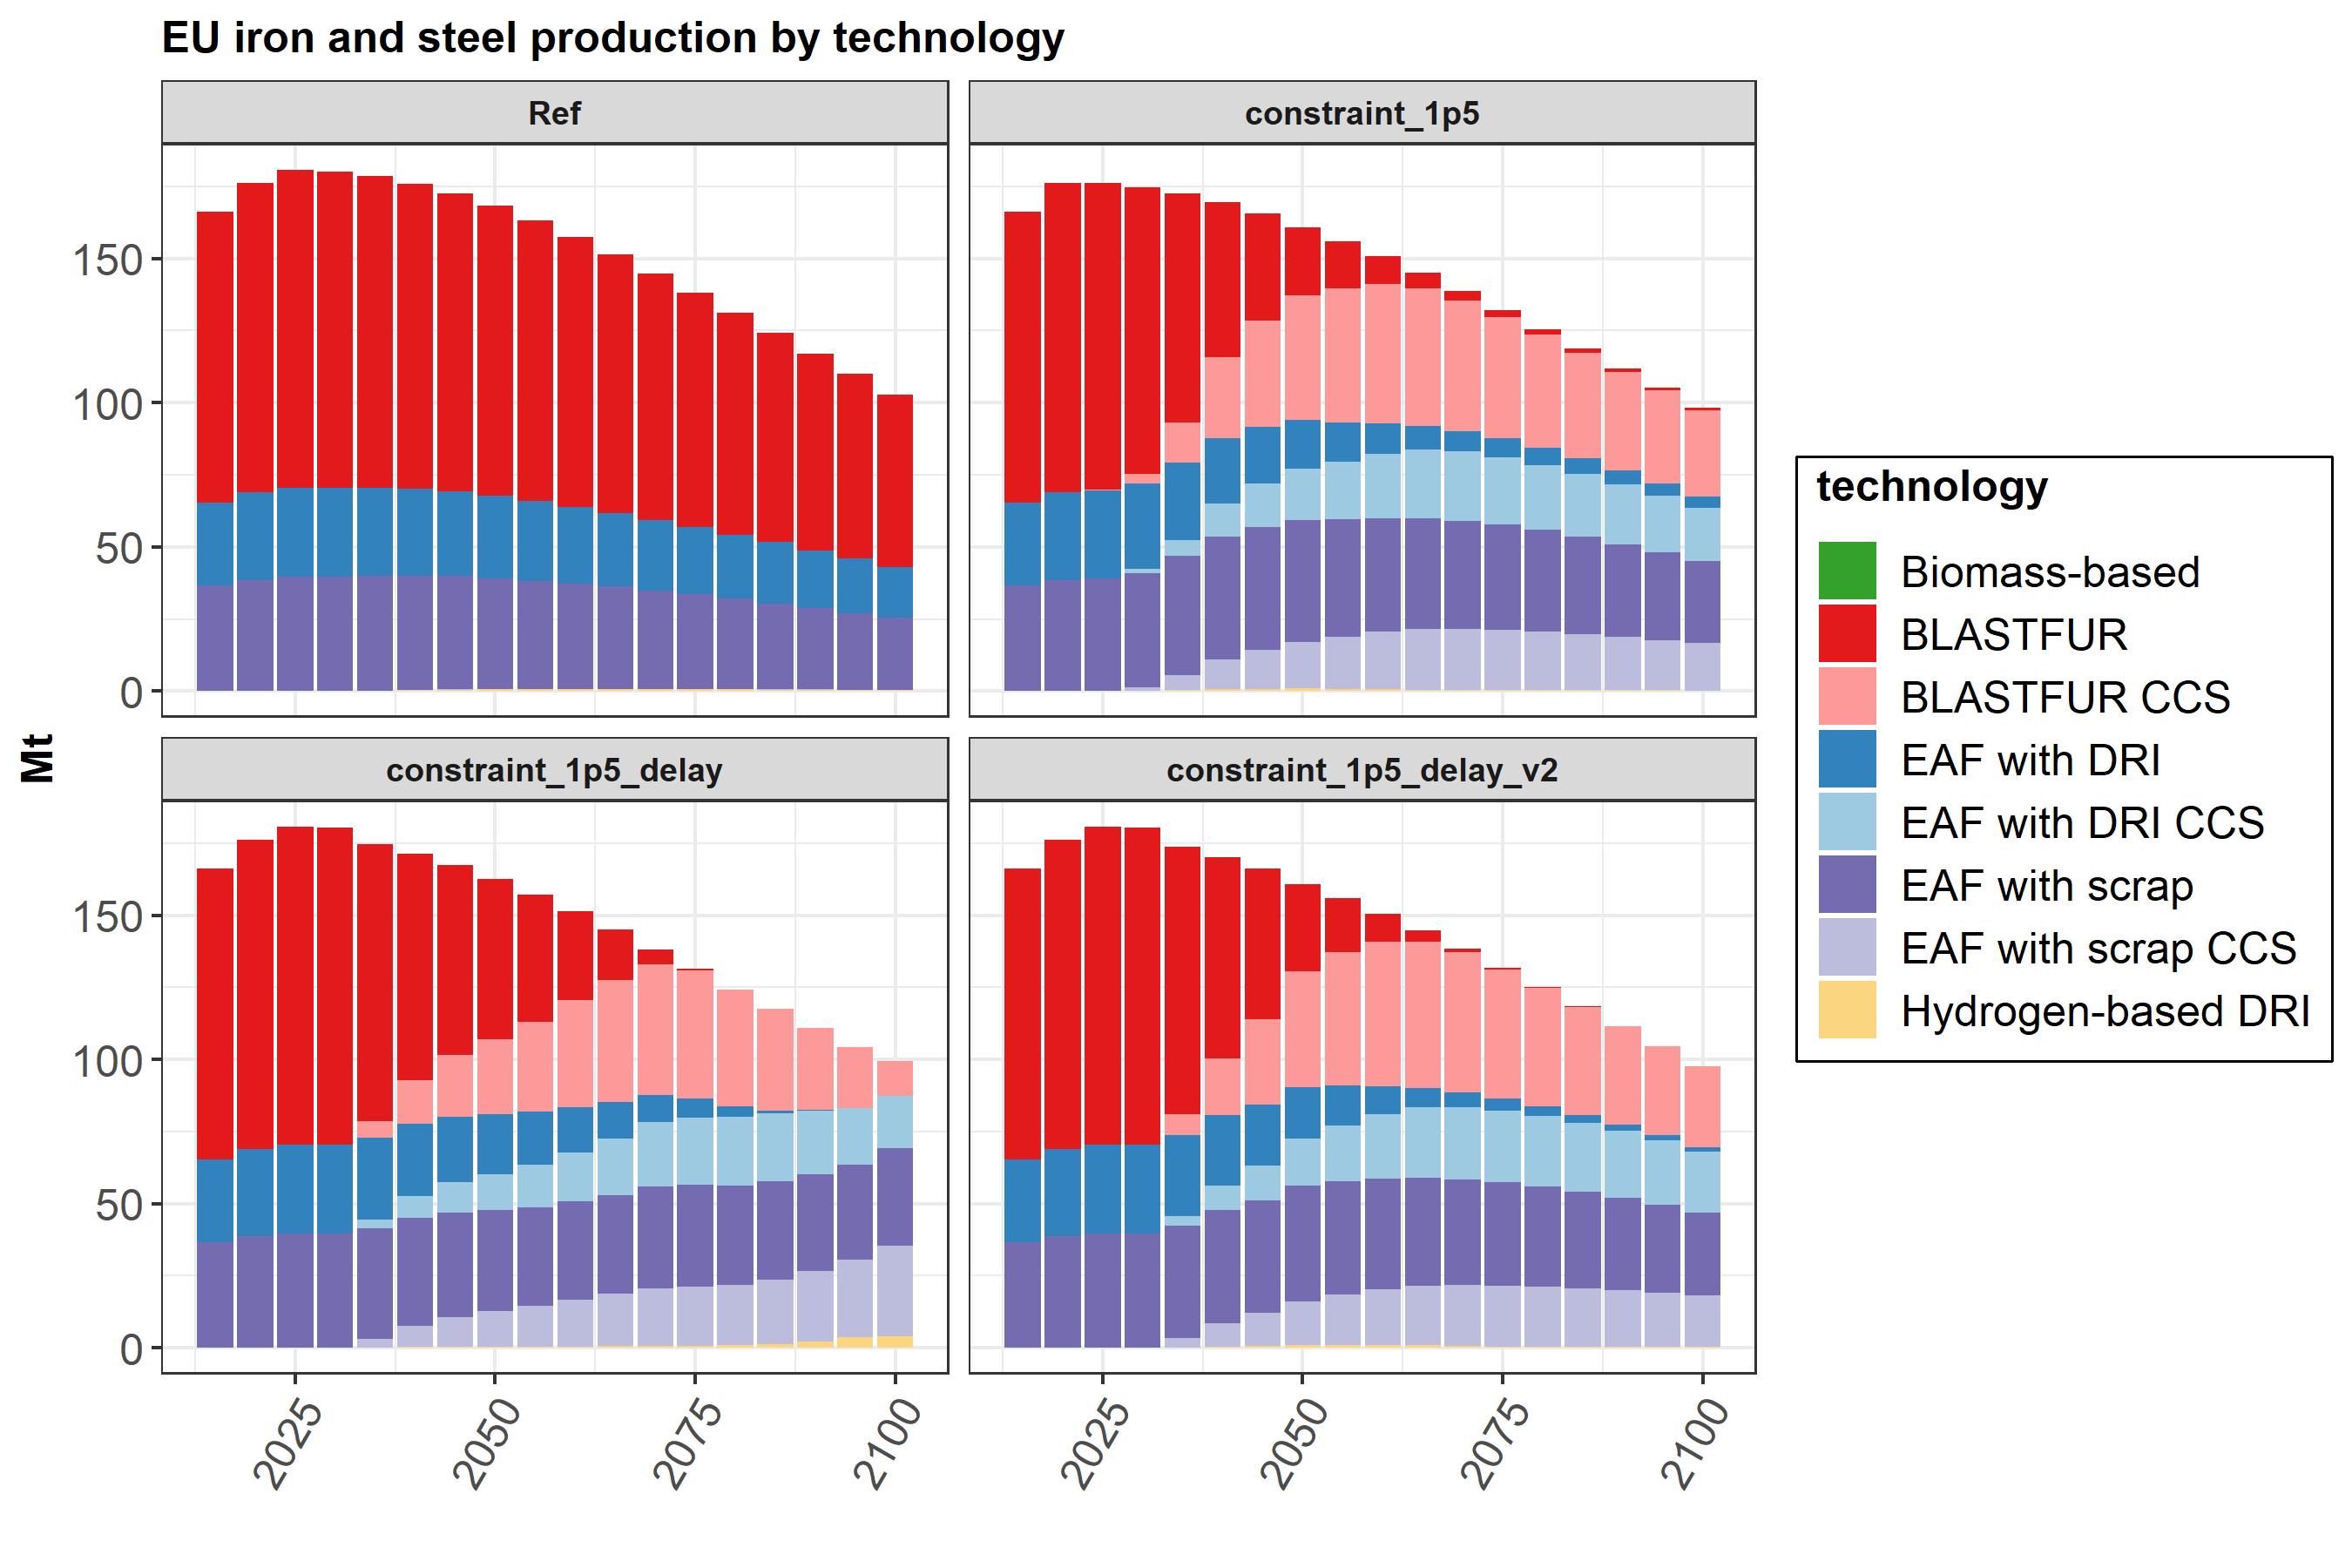 EU iron and steel production by technology
Ref
constraint_1p5
150
100
50
0
Mt
constraint_1p5_delay
constraint_1p5_delay_v2
150
100
50
0
2025
2050
2075
2100
2025
2050
2075
2100
technology
Biomass-based
BLASTFUR
BLASTFUR CCS
EAF with DRI
EAF with DRI CCS
EAF with scrap
EAF with scrap CCS
Hydrogen-based DRI